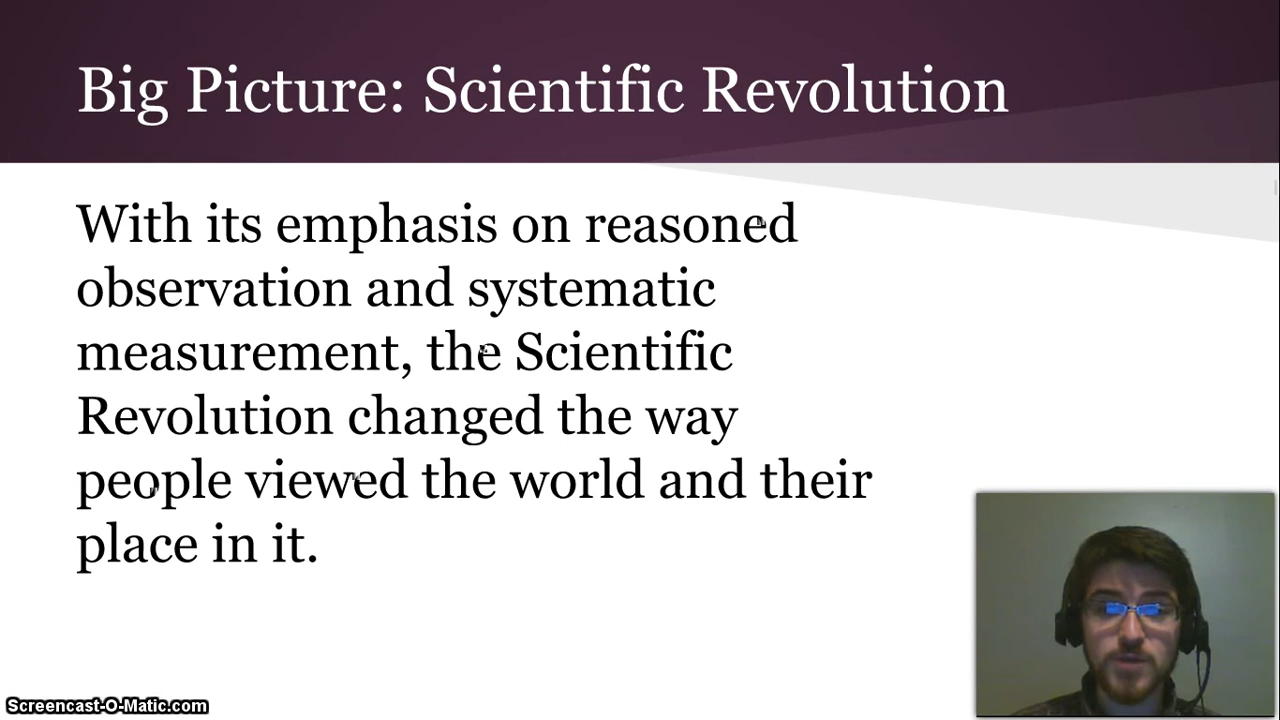 Big Picture: Scientific Revolution
With its emphasis on reasoned
observation and systematic
measurement, the Scientific
Revolution changed the way
people viewed the world and their
place in it.
Screencast-O-Matic.com